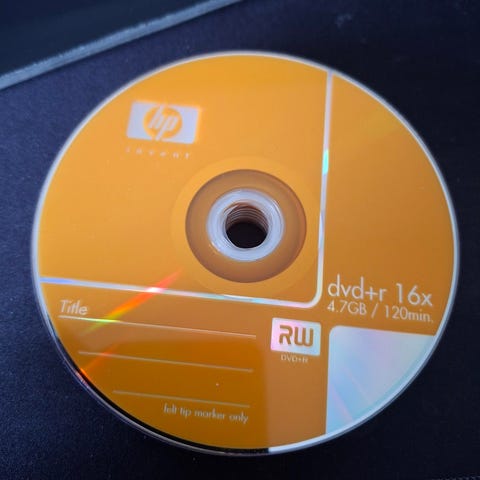 hp
invent
dvd+r 16x
4.7GB / 120min.
Title
RW
DVD+R
felt tip marker only